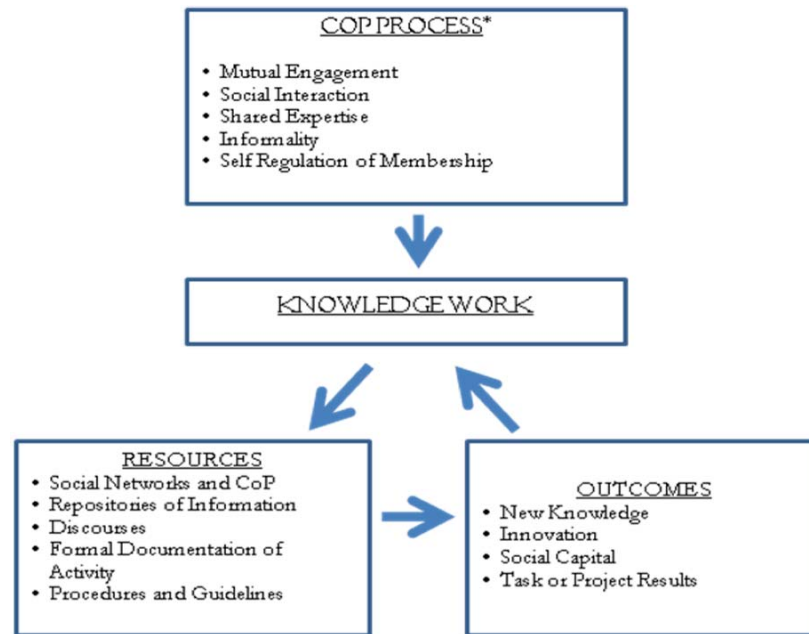 COP PROCESS*
• Mutual Engagement
• Social Interaction
• Shared Expertise
• Informality
• Self Regulation of Membership
KNOWLEDGE WORK
RESOURCES
• Social Networks and CoP
• Repositories of Information
• Discourses
• Formal Documentation of
Activity
• Procedures and Guidelines
OUTCOMES
• New Knowledge
• Innovation
• Social Capital
• Task or Project Results